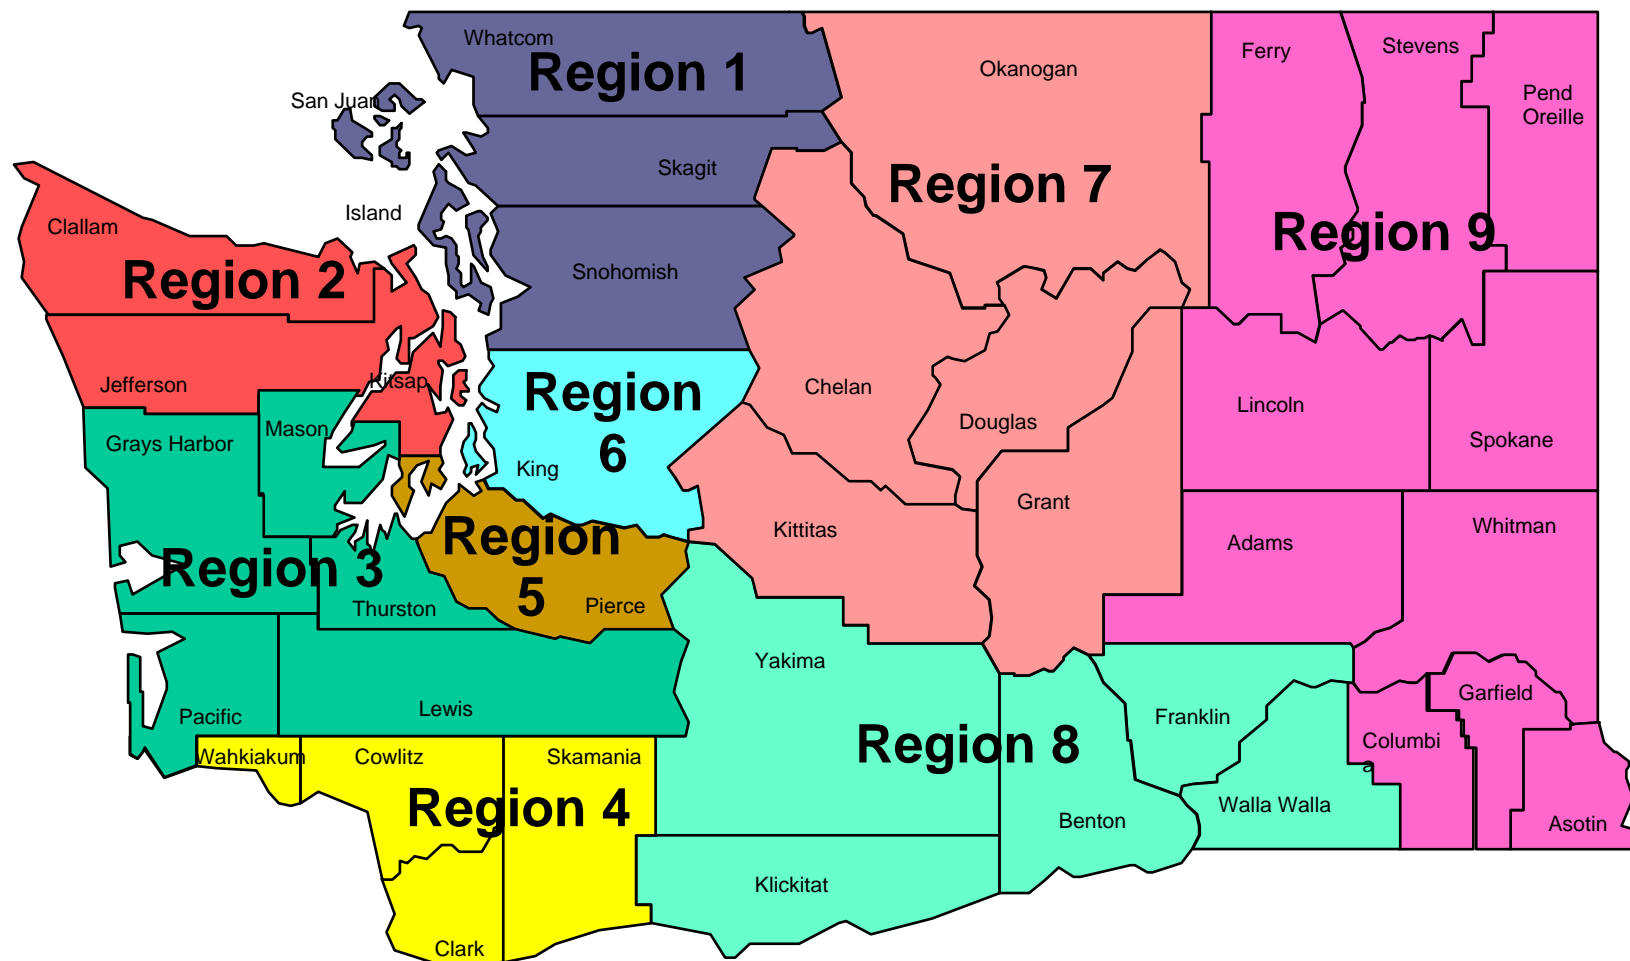 Whatcom
Region 1
San Juan
Skagit
Island
Snohomish
Clallam
Region 2
Jefferson
Kitsap
Grays Harbor
Mason
Region 3
Thurston
Pacific
Lewis
Wahkiakum
Cowlitz
Skamania
Region 4
Clark
Region
5
Pierce
Region
6
King
Okanogan
Region 7
Chelan
Douglas
Kittitas
Grant
Yakima
Region 8
Klickitat
Benton
Franklin
Walla Walla
Ferry
Stevens
Pend
Oreille
Region 9
Lincoln
Spokane
Adams
Whitman
Columbi
a
Garfield
Asotin